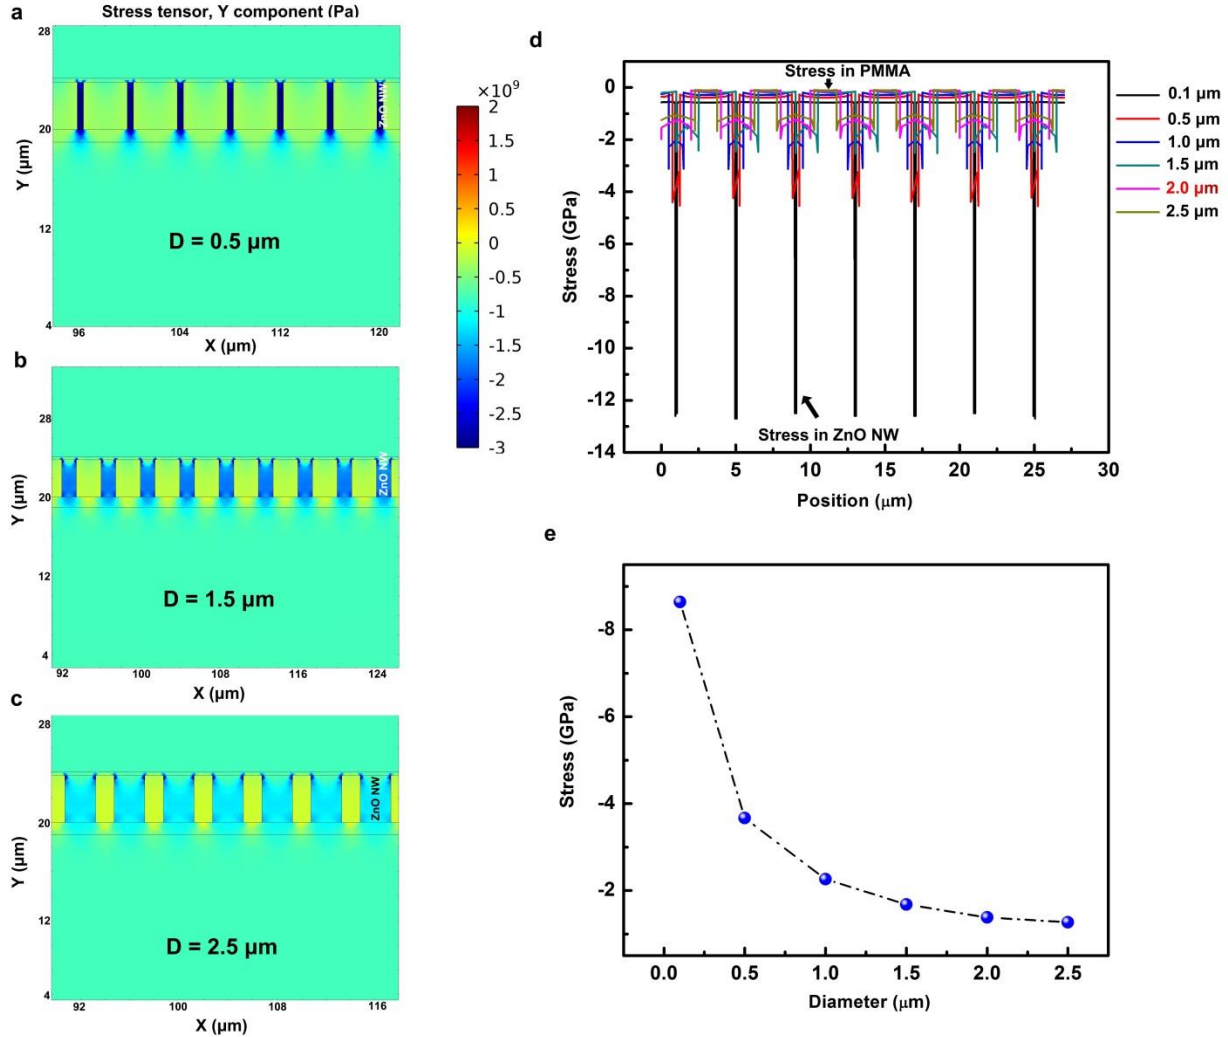 a
Stress tensor, Y component (Pa)
28
20
12
4
Y (µm)
ZnO NW
D = 0.5 µm
96
104
112
120
X (µm)
×10⁹
2
1.5
1
0.5
0
-0.5
-1
-1.5
-2
-2.5
-3
b
28
20
12
4
Y (µm)
ZnO NW
D = 1.5 µm
92
100
108
116
124
X (µm)
c
28
20
12
4
Y (µm)
ZnO NW
D = 2.5 µm
92
100
108
116
X (µm)
d
Stress in PMMA
0
-2
-4
-6
-8
-10
-12
-14
Stress (GPa)
Stress in ZnO NW
0
5
10
15
20
25
30
Position (µm)
0.1 µm
0.5 µm
1.0 µm
1.5 µm
2.0 µm
2.5 µm
e
-8
-6
-4
-2
Stress (GPa)
0.0
0.5
1.0
1.5
2.0
2.5
Diameter (µm)